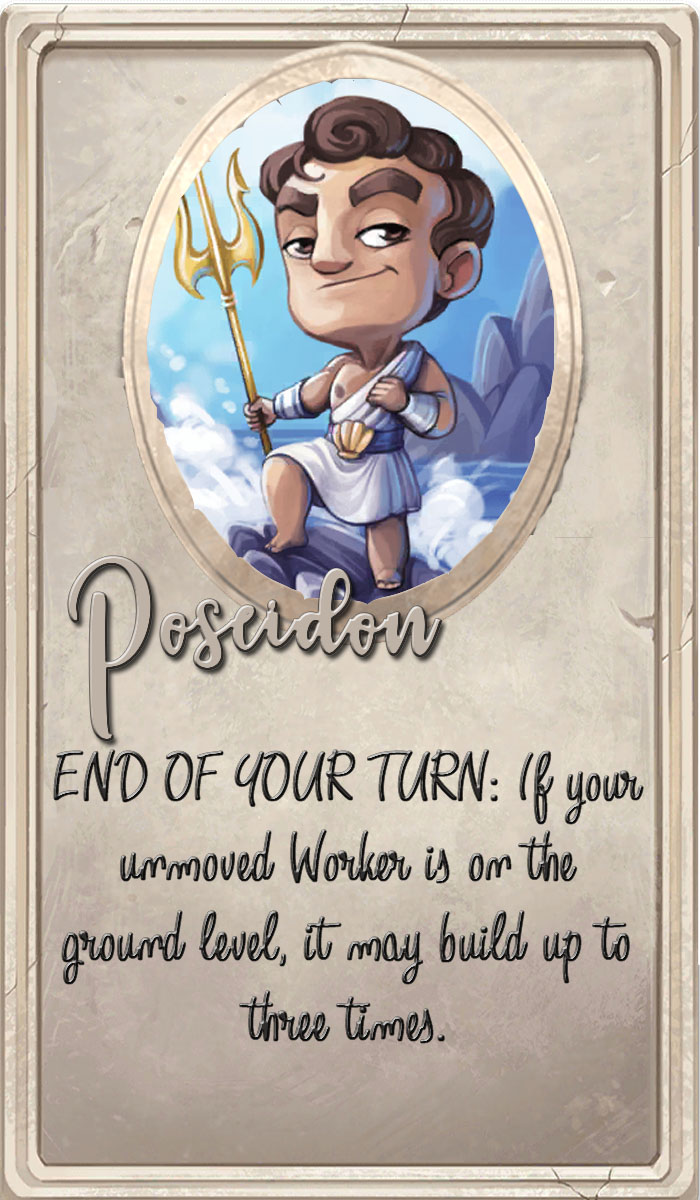 Poseidon
END OF YOUR TURN: If your
unmoved Worker is on the
ground level, it may build up to
three times.